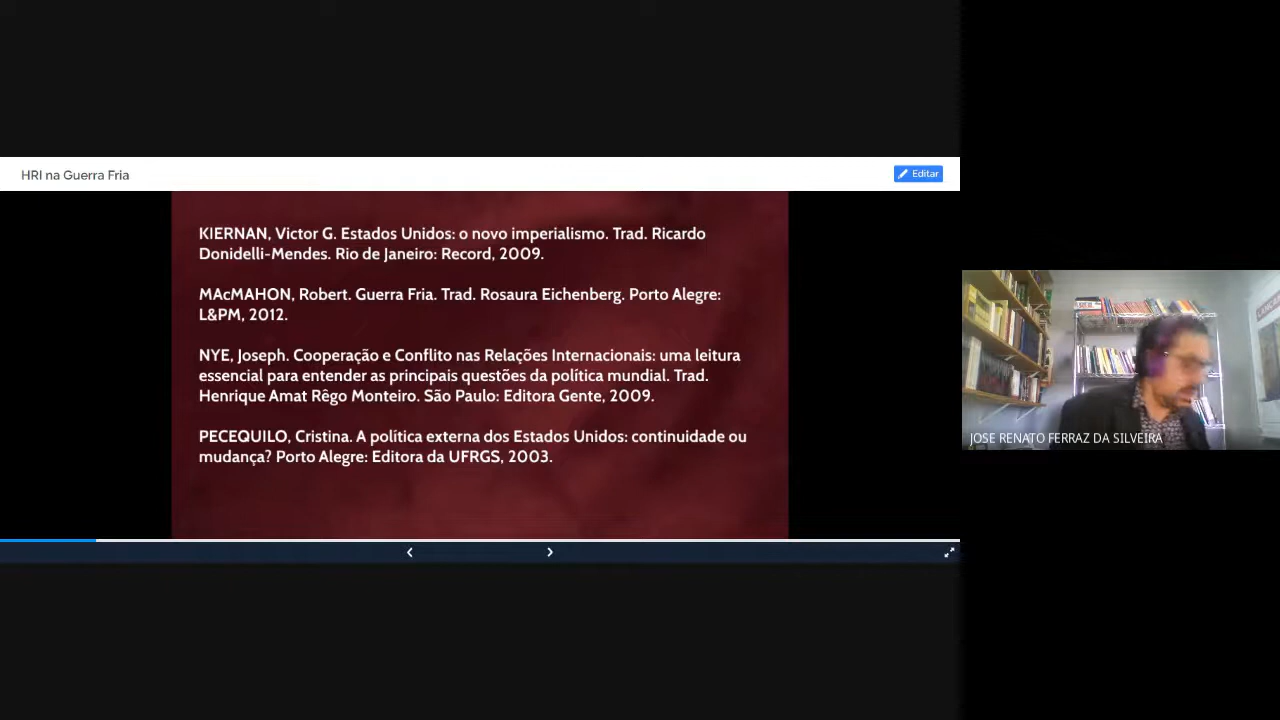 HRI na Guerra Fria
Editar
KIERNAN, Victor G. Estados Unidos: o novo imperialismo. Trad. Ricardo
Donidelli-Mendes. Rio de Janeiro: Record, 2009.
MAcMAHON, Robert. Guerra Fria. Trad. Rosaura Eichenberg. Porto Alegre:
L&PM, 2012.
NYE, Joseph. Cooperação e Conflito nas Relações Internacionais: uma leitura
essencial para entender as principais questões da política mundial. Trad.
Henrique Amat Rêgo Monteiro. São Paulo: Editora Gente, 2009.
PECEQUILO, Cristina. A política externa dos Estados Unidos: continuidade ou
mudança? Porto Alegre: Editora da UFRGS, 2003.
JOSE RENATO FERRAZ DA SILVEIRA